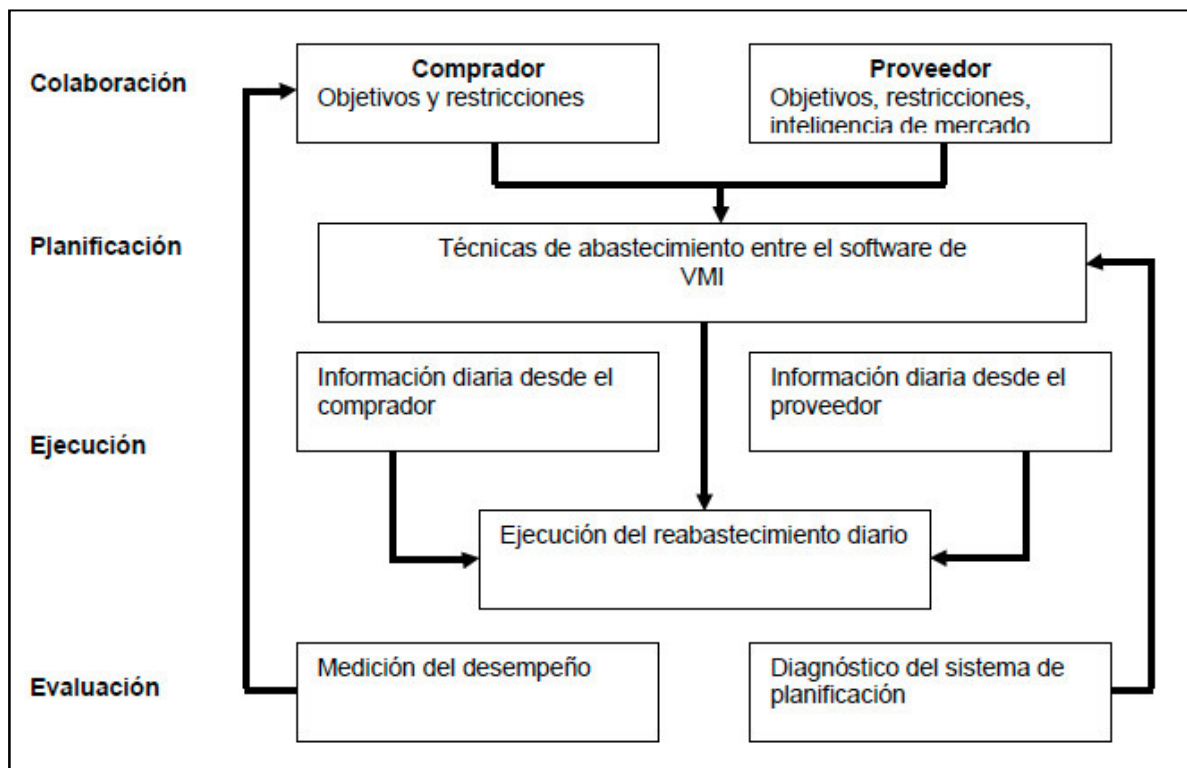 Colaboración
Comprador
Objetivos y restricciones
Proveedor
Objetivos, restricciones,
inteligencia de mercado
Planificación
Técnicas de abastecimiento entre el software de
VMI
Ejecución
Información diaria desde el
comprador
Información diaria desde el
proveedor
Ejecución del reabastecimiento diario
Evaluación
Medición del desempeño
Diagnóstico del sistema de
planificación